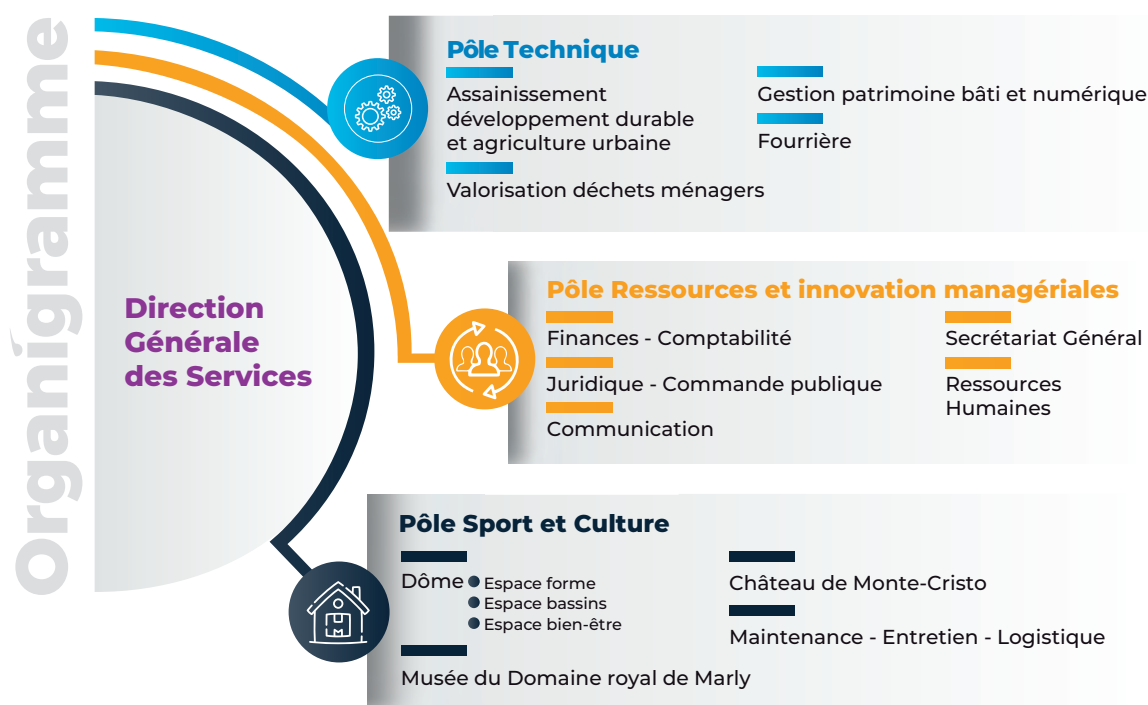 Organigramme
Direction
Générale
des Services
Pôle Technique
Assainissement
développement durable
et agriculture urbaine
Valorisation déchets ménagers
Gestion patrimoine bâti et numérique
Fourrière
Pôle Ressources et innovation managériales
Finances - Comptabilité
Juridique - Commande publique
Communication
Secrétariat Général
Ressources
Humaines
Pôle Sport et Culture
Dôme
Espace forme
Espace bassins
Espace bien-être
Musée du Domaine royal de Marly
Château de Monte-Cristo
Maintenance - Entretien - Logistique